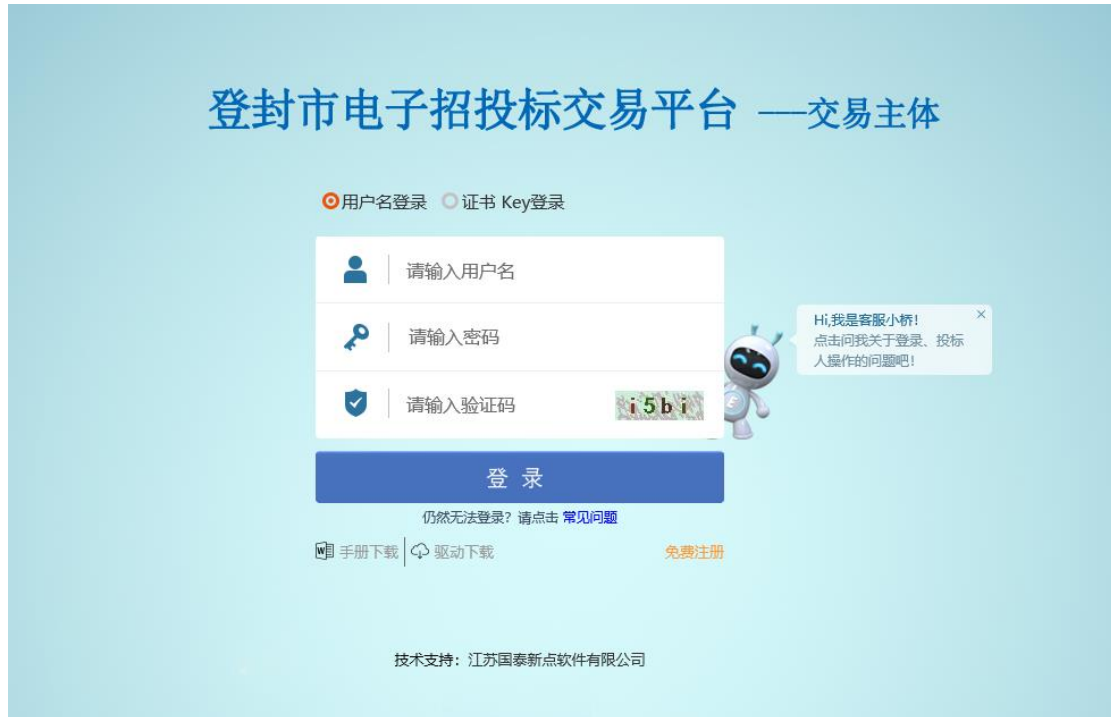 登封市电子招投标交易平台 ——交易主体
用户名登录 证书 Key登录
请输入用户名
请输入密码
Hi,我是客服小桥!
点击问我关于登录、投标
人操作的问题吧!
请输入验证码 i5bi
E
登 录
仍然无法登录？请点击 常见问题
手册下载 驱动下载 免费注册
技术支持：江苏国泰新点软件有限公司